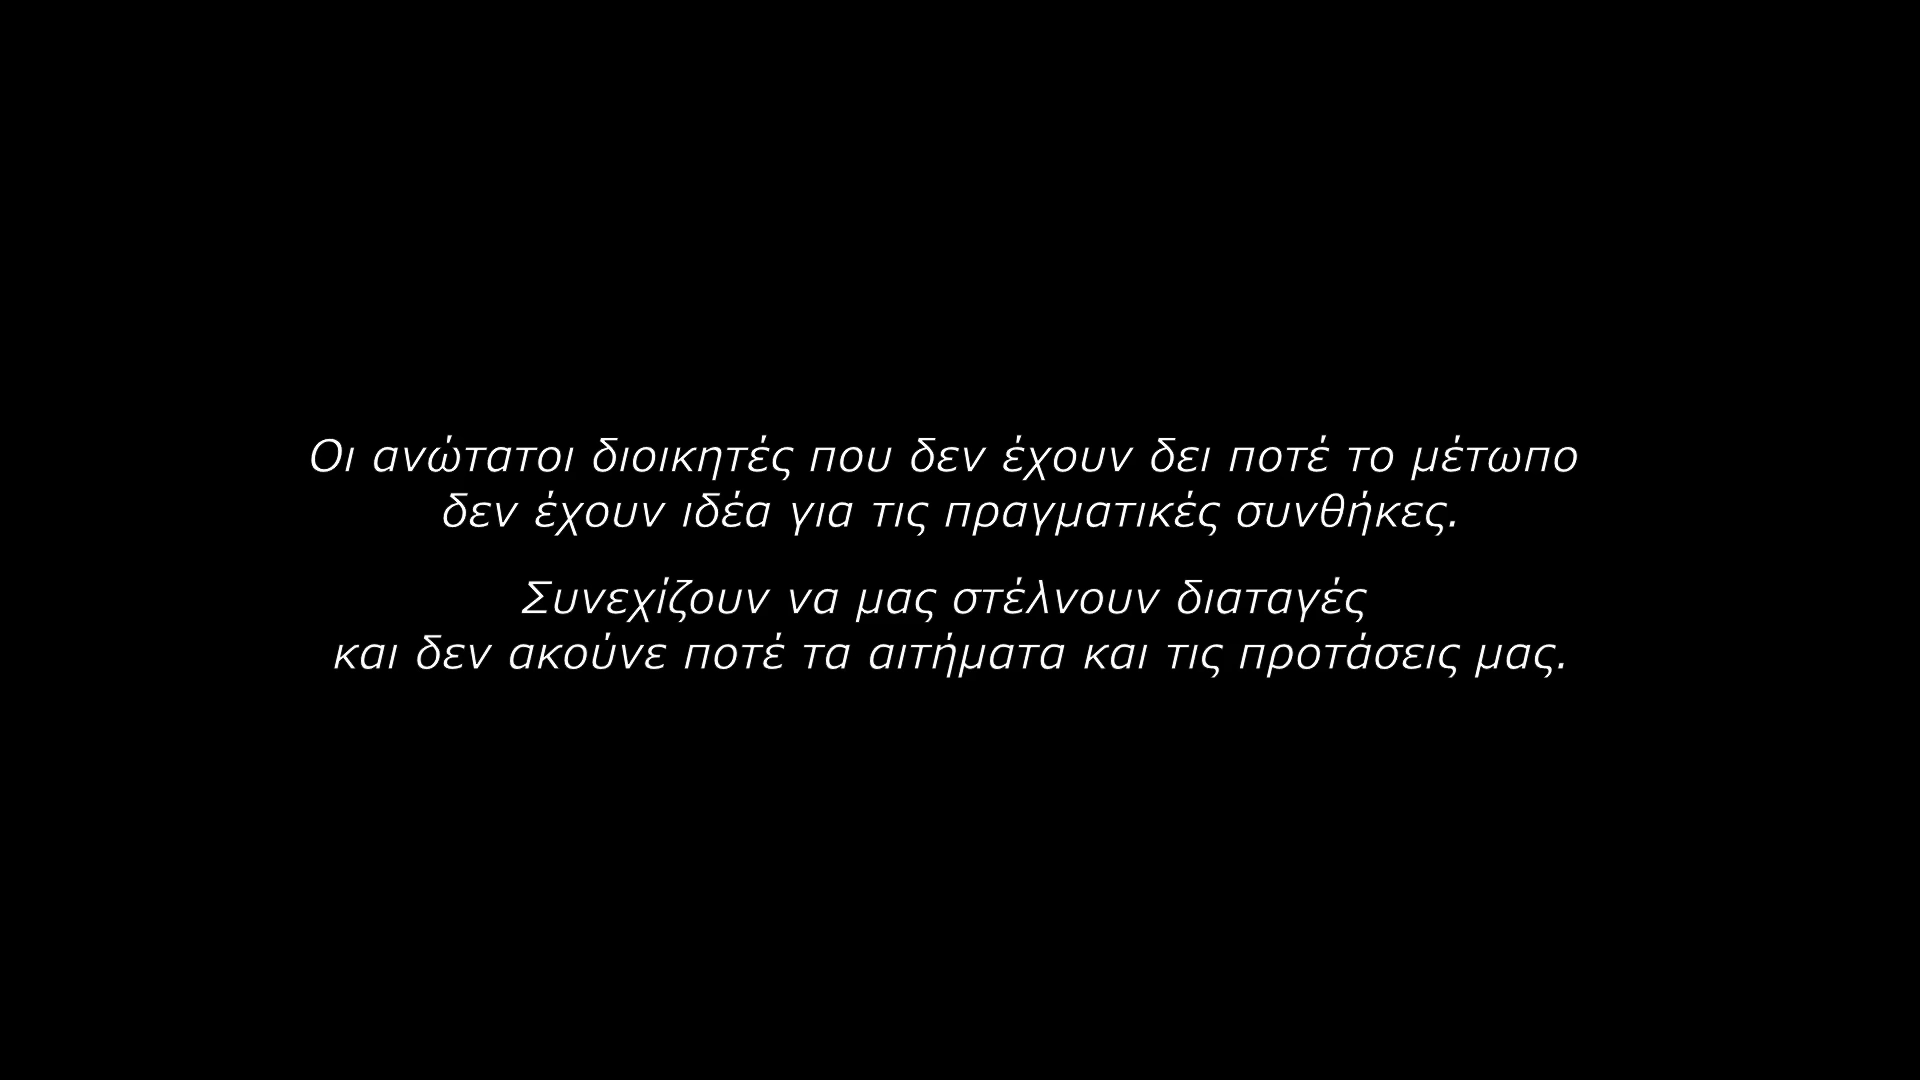 Οι ανώτατοι διοικητές που δεν έχουν δει ποτέ το μέτωπο
δεν έχουν ιδέα για τις πραγματικές συνθήκες.
Συνεχίζουν να μας στέλνουν διαταγές
και δεν ακούνε ποτέ τα αιτήματα και τις προτάσεις μας.